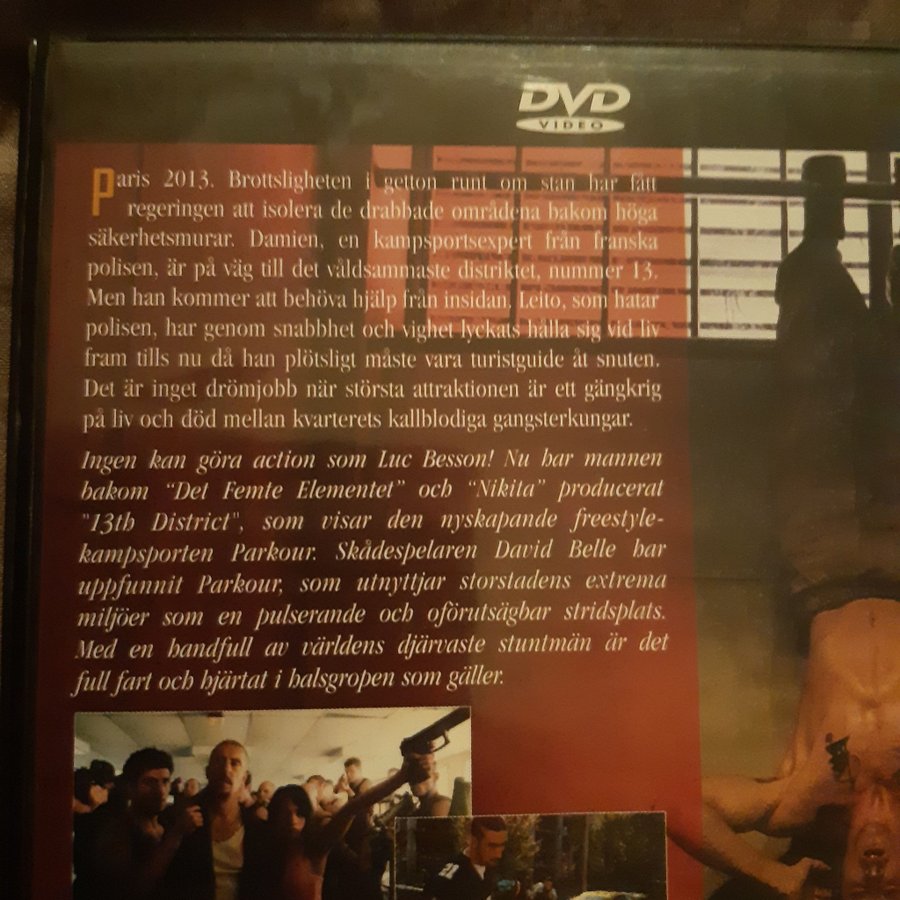 DVD
VIDEO
Paris 2013. Brottsligheten i getton runt om stan har fått
regeringen att isolera de drabbade områdena bakom höga
säkerhetsmurar. Damien, en kampsportsexpert från franska
polisen, är på väg till det våldsammaste distriktet, nummer 13.
Men han kommer att behöva hjälp från insidan. Leito, som hatar
polisen, har genom snabbhet och vighet lyckats hålla sig vid liv
fram tills nu då han plötsligt måste vara turistguide åt snuten.
Det är inget drömjobb när största attraktionen är ett gängkrig
på liv och död mellan kvarterets kallblodiga gangsterkungar.
Ingen kan göra action som Luc Besson! Nu har mannen
bakom "Det Femte Elementet" och "Nikita" producerat
"13th District", som visar den nyskapande freestyle-
kampsporten Parkour. Skådespelaren David Belle har
uppfunnit Parkour, som utnyttjar storstadens extrema
miljöer som en pulserande och oförutsägbar stridsplats.
Med en handfull av världens djärvaste stuntmän är det
full fart och hjärtat i halsgropen som gäller.